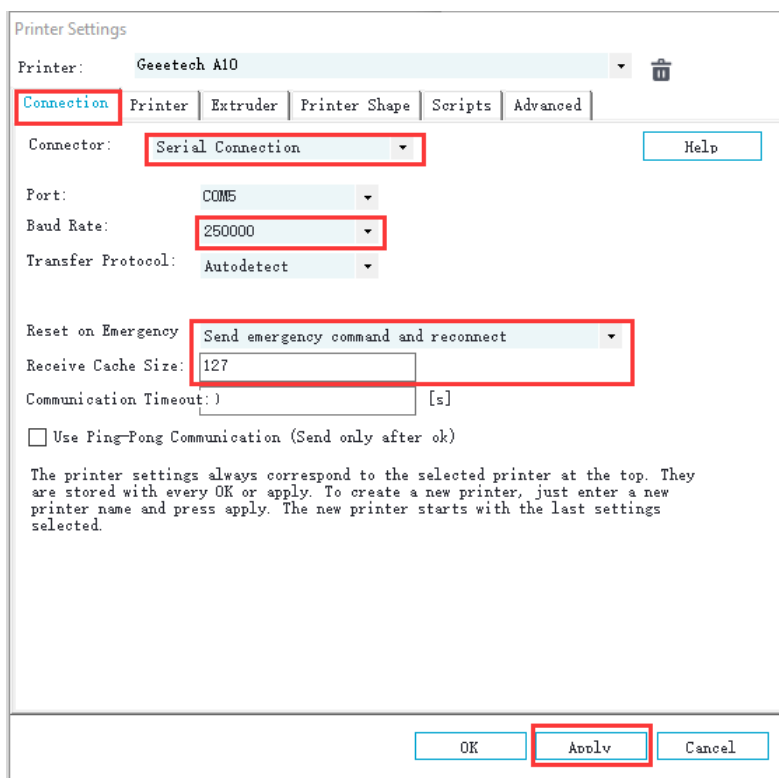 Printer Settings
Printer: Geeetech A10
Connection Printer Extruder Printer Shape Scripts Advanced
Connector: Serial Connection Help
Port: COM5
Baud Rate: 250000
Transfer Protocol: Autodetect
Reset on Emergency Send emergency command and reconnect
Receive Cache Size: 127
Communication Timeout: [s]
Use Ping-Pong Communication (Send only after ok)
The printer settings always correspond to the selected printer at the top. They
are stored with every OK or apply. To create a new printer, just enter a new
printer name and press apply. The new printer starts with the last settings
selected.
OK Apply Cancel